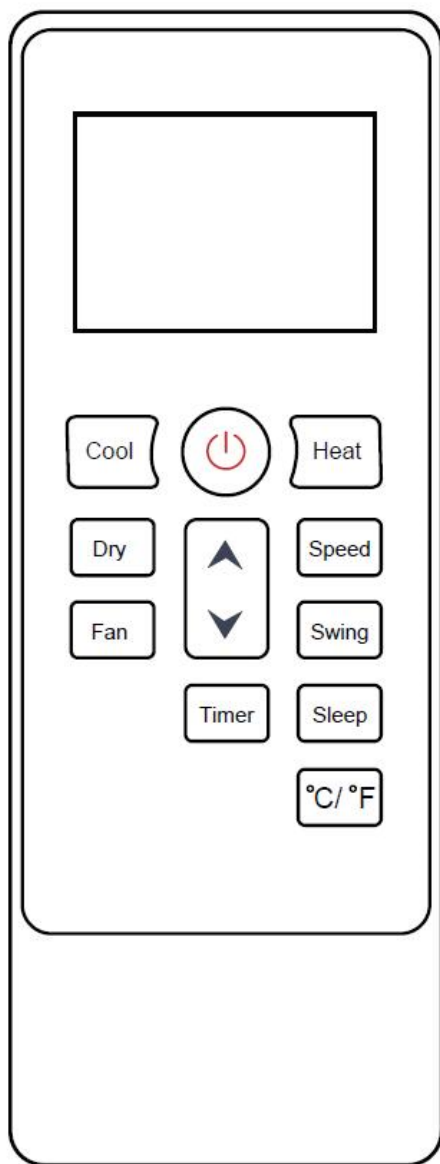 Cool Heat
Dry Speed
Fan Swing
Timer Sleep
°C/ °F